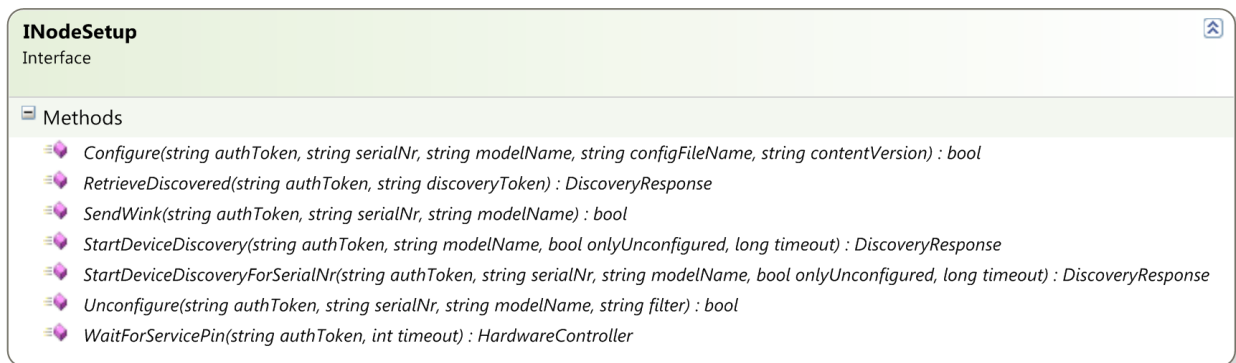 INodeSetup
Interface
Methods
Configure(string authToken, string serialNr, string modelName, string configFileName, string contentVersion) : bool
RetrieveDiscovered(string authToken, string discoveryToken) : DiscoveryResponse
SendWink(string authToken, string serialNr, string modelName) : bool
StartDeviceDiscovery(string authToken, string modelName, bool onlyUnconfigured, long timeout) : DiscoveryResponse
StartDeviceDiscoveryForSerialNr(string authToken, string serialNr, string modelName, bool onlyUnconfigured, long timeout) : DiscoveryResponse
Unconfigure(string authToken, string serialNr, string modelName, string filter) : bool
WaitForServicePin(string authToken, int timeout) : HardwareController